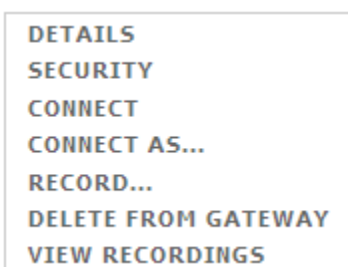 DETAILS
SECURITY
CONNECT
CONNECT AS...
RECORD...
DELETE FROM GATEWAY
VIEW RECORDINGS